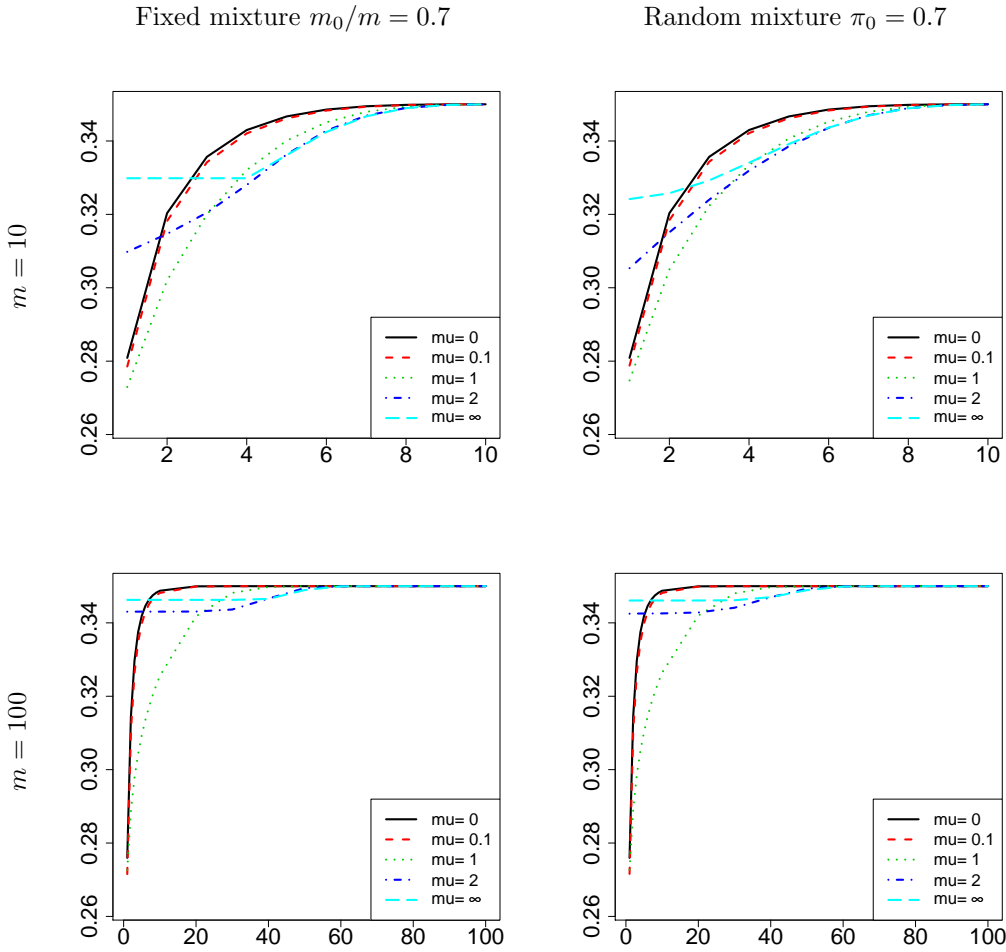 Fixed mixture m₀/m = 0.7
Random mixture π₀ = 0.7
m = 10
0.34
0.32
0.30
0.28
0.26
2 4 6 8 10
mu= 0
mu= 0.1
mu= 1
mu= 2
mu= ∞
0.34
0.32
0.30
0.28
0.26
2 4 6 8 10
mu= 0
mu= 0.1
mu= 1
mu= 2
mu= ∞
m = 100
0.34
0.32
0.30
0.28
0.26
0 20 40 60 80 100
mu= 0
mu= 0.1
mu= 1
mu= 2
mu= ∞
0.34
0.32
0.30
0.28
0.26
0 20 40 60 80 100
mu= 0
mu= 0.1
mu= 1
mu= 2
mu= ∞